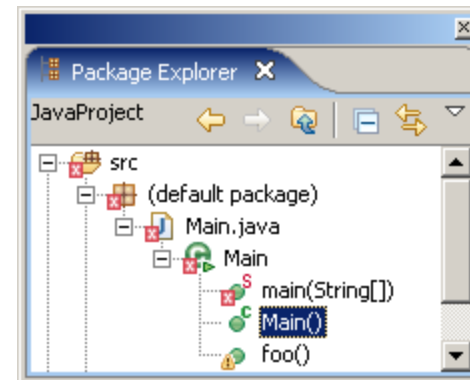 Package Explorer
JavaProject
src
(default package)
Main.java
Main
main(String[])
Main()
foo()